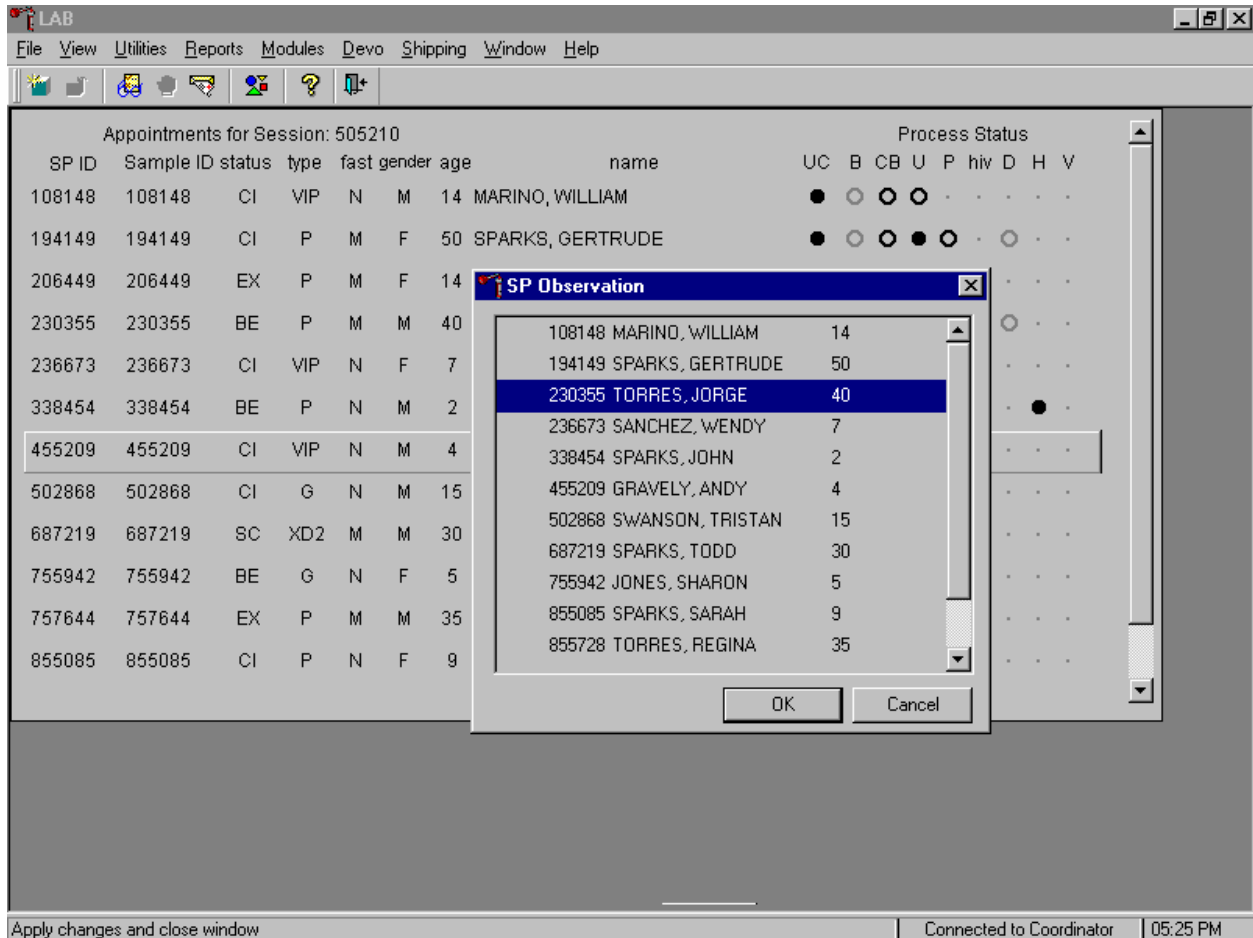 LAB
File View Utilities Reports Modules Devo Shipping Window Help
Appointments for Session: 505210 Process Status
SP ID Sample ID status type fast gender age name UC B CB U P hiv D H V
108148 108148 CI VIP N M 14 MARINO, WILLIAM
194149 194149 CI P M F 50 SPARKS, GERTRUDE
206449 206449 EX P M F 14
230355 230355 BE P M M 40
236673 236673 CI VIP N F 7
338454 338454 BE P N M 2
455209 455209 CI VIP N M 4
502868 502868 CI G N M 15
687219 687219 SC XD2 M M 30
755942 755942 BE G N F 5
757644 757644 EX P M M 35
855085 855085 CI P N F 9
SP Observation
108148 MARINO, WILLIAM 14
194149 SPARKS, GERTRUDE 50
230355 TORRES, JORGE 40
236673 SANCHEZ, WENDY 7
338454 SPARKS, JOHN 2
455209 GRAVELY, ANDY 4
502868 SWANSON, TRISTAN 15
687219 SPARKS, TODD 30
755942 JONES, SHARON 5
855085 SPARKS, SARAH 9
855728 TORRES, REGINA 35
OK Cancel
Apply changes and close window Connected to Coordinator 05:25 PM